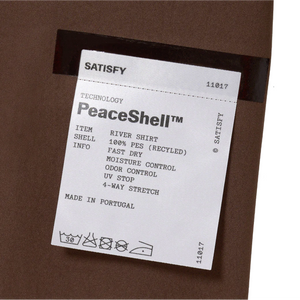 SATISFY
11017
TECHNOLOGY
PeaceShell™
ITEM RIVER SHIRT
SHELL 100% PES (RECYLED)
INFO FAST DRY
MOISTURE CONTROL
ODOR CONTROL
UV STOP
4-WAY STRETCH
MADE IN PORTUGAL
30
© SATISFY
11017